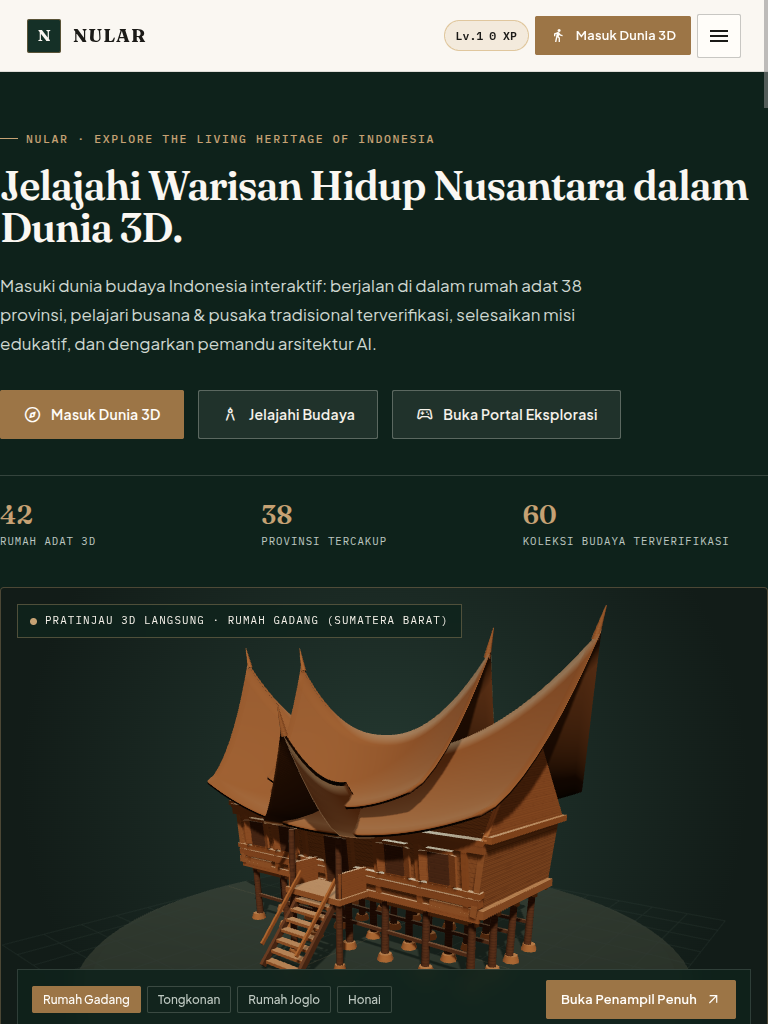 N NULAR
Lv.1 0 XP
Masuk Dunia 3D
NULAR · EXPLORE THE LIVING HERITAGE OF INDONESIA
Jelajahi Warisan Hidup Nusantara dalam
Dunia 3D.
Masuki dunia budaya Indonesia interaktif: berjalan di dalam rumah adat 38
provinsi, pelajari busana & pusaka tradisional terverifikasi, selesaikan misi
edukatif, dan dengarkan pemandu arsitektur AI.
Masuk Dunia 3D
Jelajahi Budaya
Buka Portal Eksplorasi
42
RUMAH ADAT 3D
38
PROVINSI TERCAKUP
60
KOLEKSI BUDAYA TERVERIFIKASI
PRATINJAU 3D LANGSUNG · RUMAH GADANG (SUMATERA BARAT)
Rumah Gadang
Tongkonan
Rumah Joglo
Honai
Buka Penampil Penuh